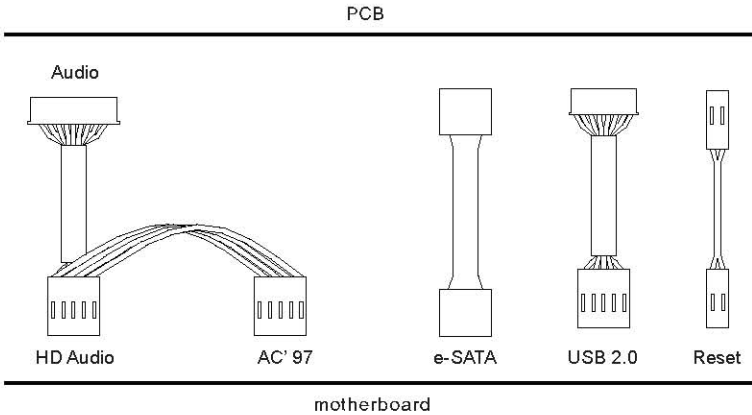 PCB
Audio
HD Audio
AC' 97
e-SATA
USB 2.0
Reset
motherboard